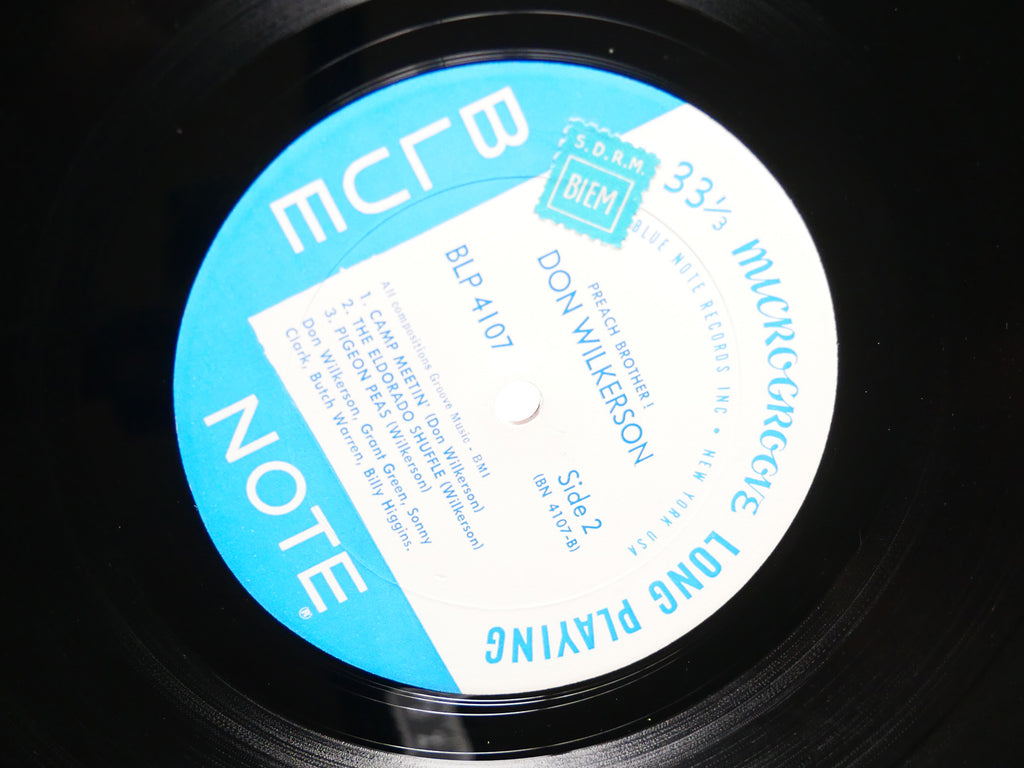 33⅓ MICROGROOVE LONG PLAYING
BLUE NOTE RECORDS INC • NEW YORK USA
S.D.R.M.
BIEM
PREACH BROTHER!
DON WILKERSON
BLP 4107
Side 2
(BN 4107-B)
All compositions Groove Music - BMI
1. CAMP MEETIN' (Don Wilkerson)
2. THE ELDORADO SHUFFLE (Wilkerson)
3. PIGEON PEAS (Wilkerson)
Don Wilkerson, Grant Green, Sonny
Clark, Butch Warren, Billy Higgins.
BLUE NOTE®